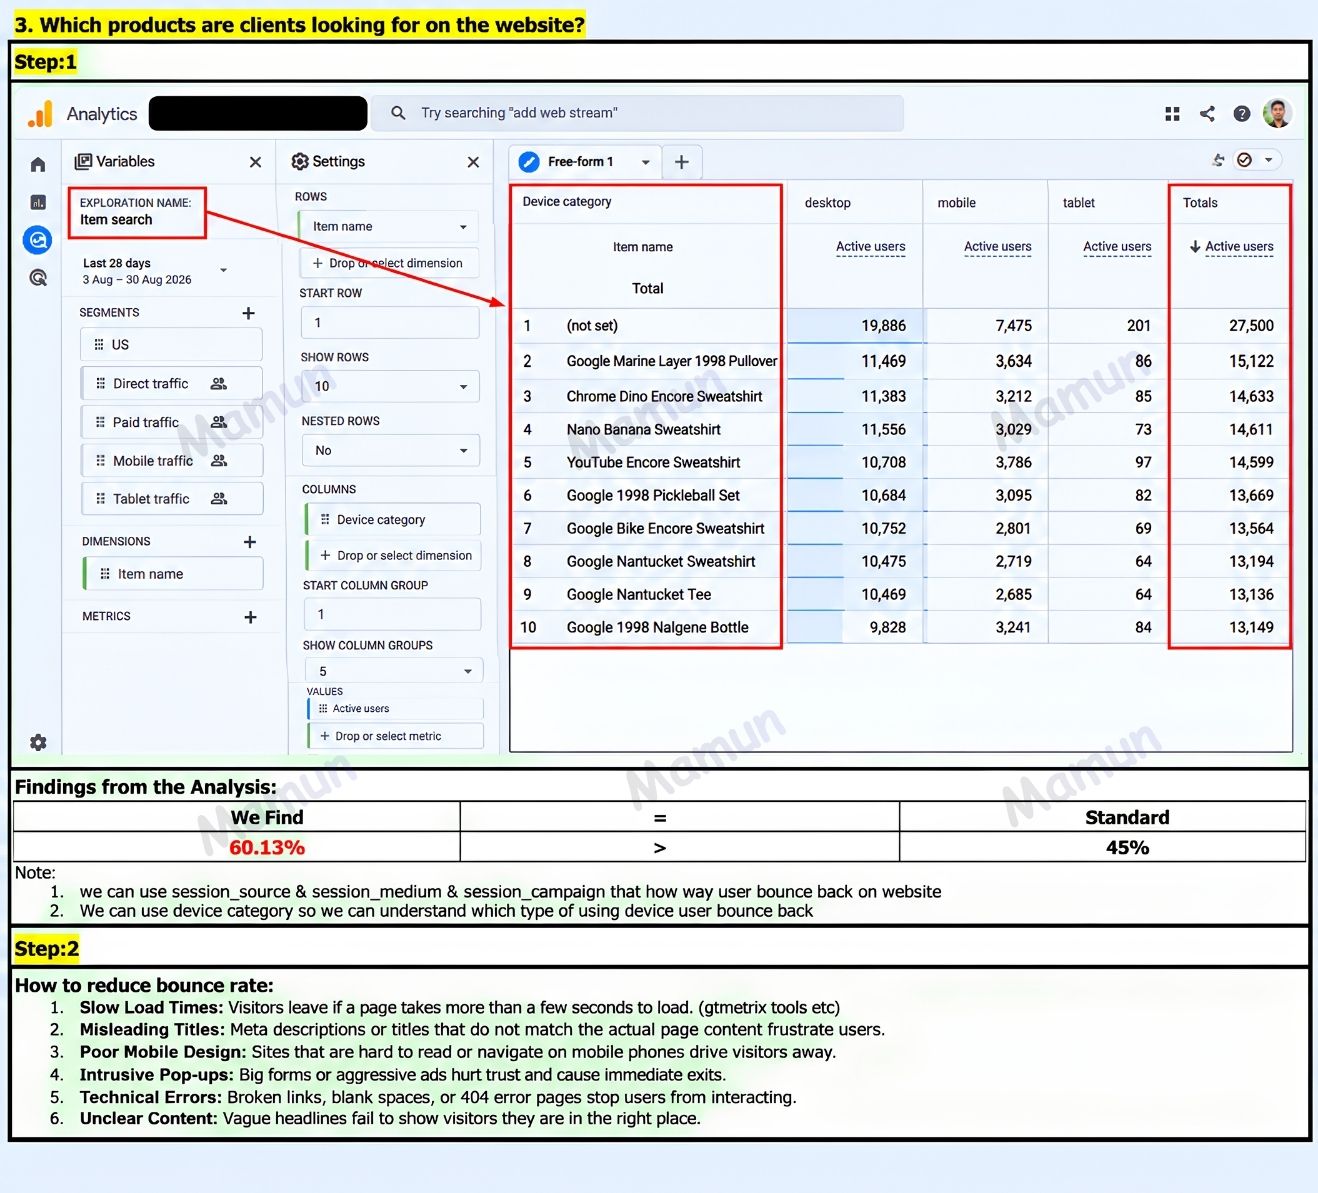 3. Which products are clients looking for on the website?
Step:1
Analytics
Try searching "add web stream"
Variables
EXPLORATION NAME:
Item search
Last 28 days
3 Aug – 30 Aug 2026
SEGMENTS
US
Direct traffic
Paid traffic
Mobile traffic
Tablet traffic
DIMENSIONS
Item name
METRICS
Settings
ROWS
Item name
+ Drop or select dimension
START ROW
1
SHOW ROWS
10
NESTED ROWS
No
COLUMNS
Device category
+ Drop or select dimension
START COLUMN GROUP
1
SHOW COLUMN GROUPS
5
VALUES
Active users
+ Drop or select metric
Free-form 1
Device category desktop mobile tablet Totals
Item name Active users Active users Active users ↓ Active users
Total
1 (not set) 19,886 7,475 201 27,500
2 Google Marine Layer 1998 Pullover 11,469 3,634 86 15,122
3 Chrome Dino Encore Sweatshirt 11,383 3,212 85 14,633
4 Nano Banana Sweatshirt 11,556 3,029 73 14,611
5 YouTube Encore Sweatshirt 10,708 3,786 97 14,599
6 Google 1998 Pickleball Set 10,684 3,095 82 13,669
7 Google Bike Encore Sweatshirt 10,752 2,801 69 13,564
8 Google Nantucket Sweatshirt 10,475 2,719 64 13,194
9 Google Nantucket Tee 10,469 2,685 64 13,136
10 Google 1998 Nalgene Bottle 9,828 3,241 84 13,149
Mamun
Mamun
Mamun
Mamun
Mamun
Mamun
Findings from the Analysis:
We Find = Standard
60.13% > 45%
Note:
1. we can use session_source & session_medium & session_campaign that how way user bounce back on website
2. We can use device category so we can understand which type of using device user bounce back
Step:2
How to reduce bounce rate:
1. Slow Load Times: Visitors leave if a page takes more than a few seconds to load. (gtmetrix tools etc)
2. Misleading Titles: Meta descriptions or titles that do not match the actual page content frustrate users.
3. Poor Mobile Design: Sites that are hard to read or navigate on mobile phones drive visitors away.
4. Intrusive Pop-ups: Big forms or aggressive ads hurt trust and cause immediate exits.
5. Technical Errors: Broken links, blank spaces, or 404 error pages stop users from interacting.
6. Unclear Content: Vague headlines fail to show visitors they are in the right place.